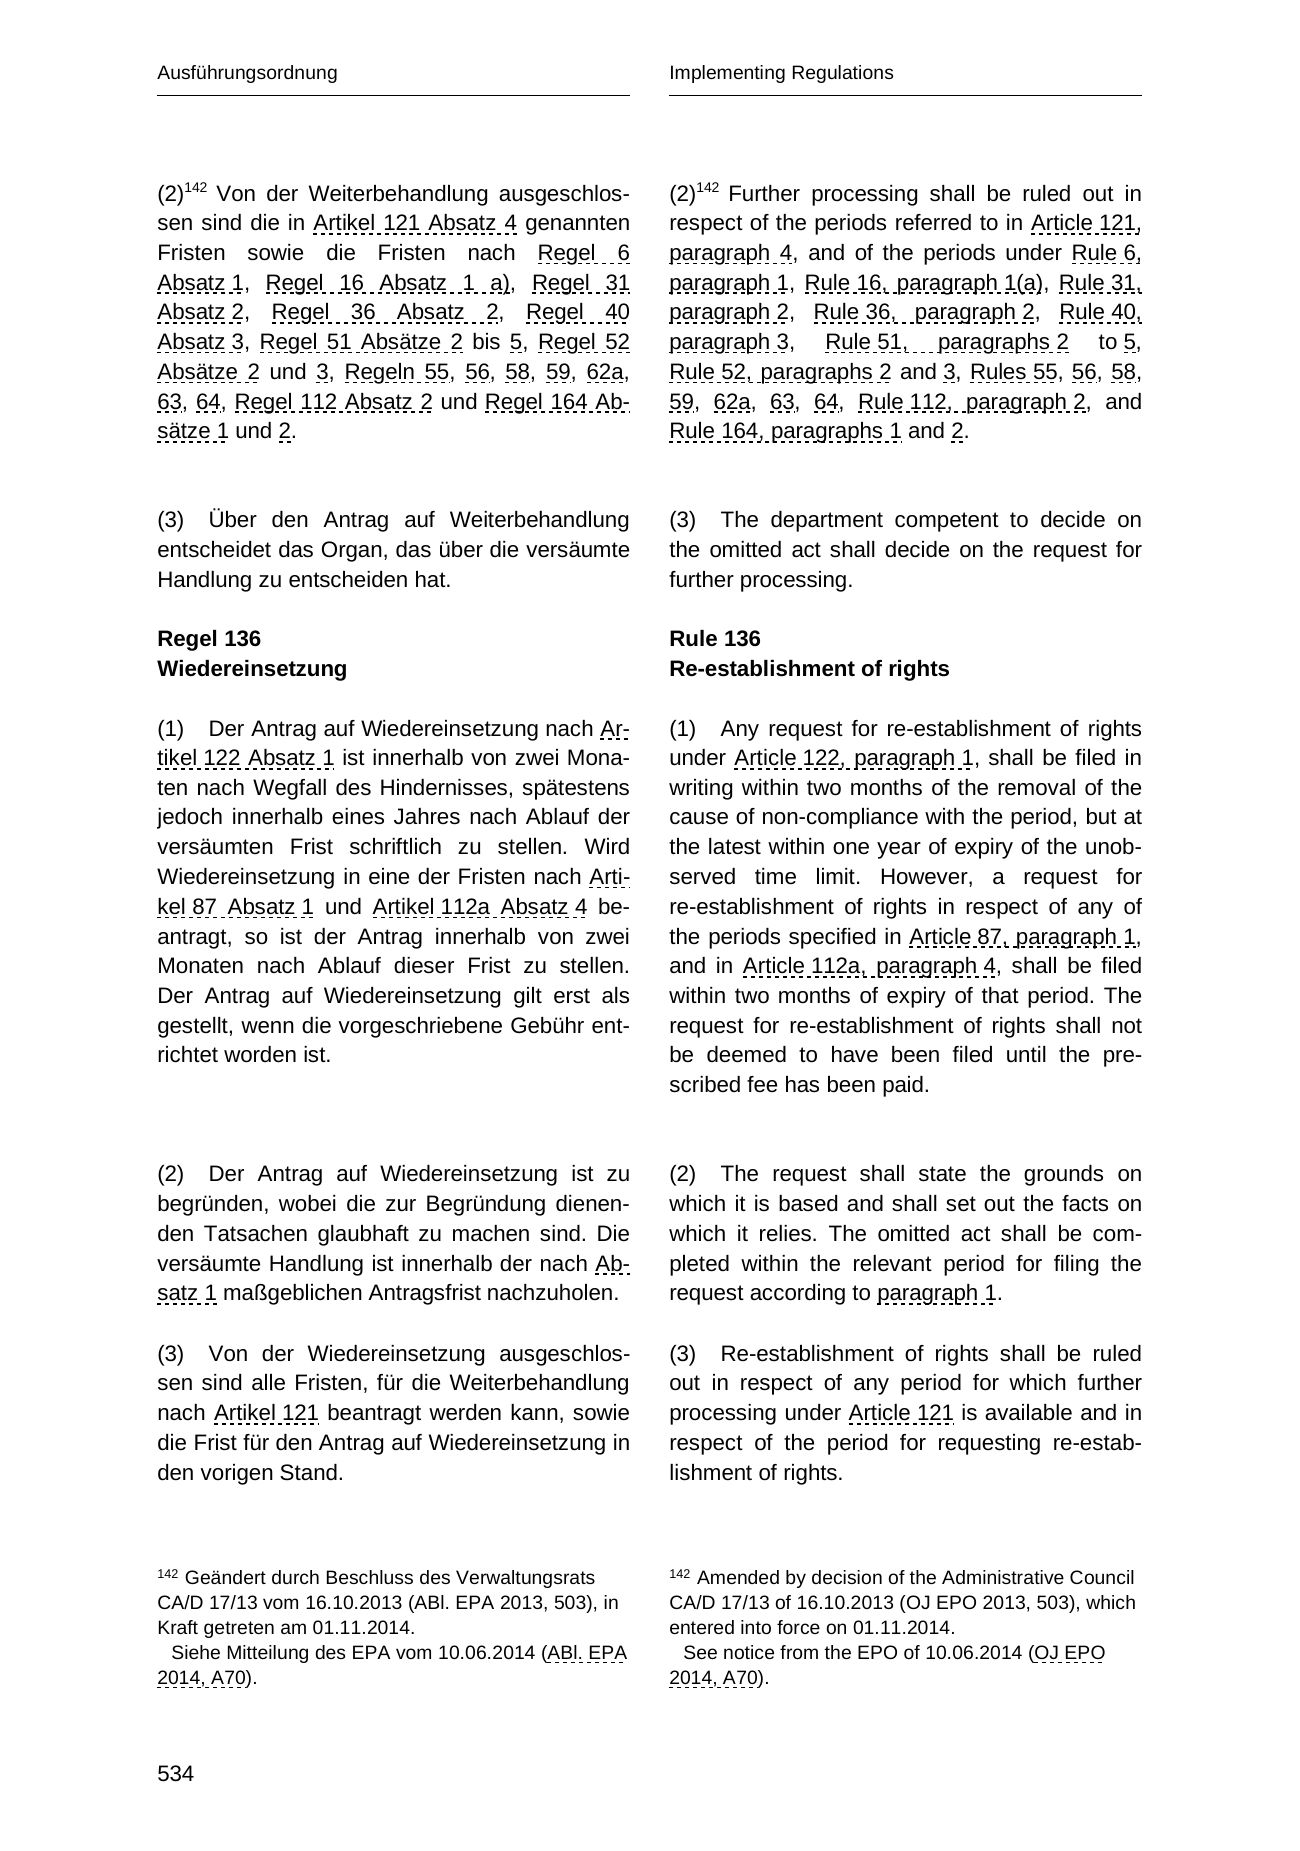 Ausführungsordnung
(2)142 Von der Weiterbehandlung ausgeschlos-
sen sind die in Artikel 121 Absatz 4 genannten
Fristen sowie die Fristen nach Regel 6
Absatz 1, Regel 16 Absatz 1 a), Regel 31
Absatz 2, Regel 36 Absatz 2, Regel 40
Absatz 3, Regel 51 Absätze 2 bis 5, Regel 52
Absätze 2 und 3, Regeln 55, 56, 58, 59, 62a,
63, 64, Regel 112 Absatz 2 und Regel 164 Ab-
sätze 1 und 2.
(3) Über den Antrag auf Weiterbehandlung
entscheidet das Organ, das über die versäumte
Handlung zu entscheiden hat.
Regel 136
Wiedereinsetzung
(1) Der Antrag auf Wiedereinsetzung nach Ar-
tikel 122 Absatz 1 ist innerhalb von zwei Mona-
ten nach Wegfall des Hindernisses, spätestens
jedoch innerhalb eines Jahres nach Ablauf der
versäumten Frist schriftlich zu stellen. Wird
Wiedereinsetzung in eine der Fristen nach Arti-
kel 87 Absatz 1 und Artikel 112a Absatz 4 be-
antragt, so ist der Antrag innerhalb von zwei
Monaten nach Ablauf dieser Frist zu stellen.
Der Antrag auf Wiedereinsetzung gilt erst als
gestellt, wenn die vorgeschriebene Gebühr ent-
richtet worden ist.
(2) Der Antrag auf Wiedereinsetzung ist zu
begründen, wobei die zur Begründung dienen-
den Tatsachen glaubhaft zu machen sind. Die
versäumte Handlung ist innerhalb der nach Ab-
satz 1 maßgeblichen Antragsfrist nachzuholen.
(3) Von der Wiedereinsetzung ausgeschlos-
sen sind alle Fristen, für die Weiterbehandlung
nach Artikel 121 beantragt werden kann, sowie
die Frist für den Antrag auf Wiedereinsetzung in
den vorigen Stand.
142 Geändert durch Beschluss des Verwaltungsrats
CA/D 17/13 vom 16.10.2013 (ABl. EPA 2013, 503), in
Kraft getreten am 01.11.2014.
Siehe Mitteilung des EPA vom 10.06.2014 (ABl. EPA
2014, A70).
Implementing Regulations
(2)142 Further processing shall be ruled out in
respect of the periods referred to in Article 121,
paragraph 4, and of the periods under Rule 6,
paragraph 1, Rule 16, paragraph 1(a), Rule 31,
paragraph 2, Rule 36, paragraph 2, Rule 40,
paragraph 3, Rule 51, paragraphs 2 to 5,
Rule 52, paragraphs 2 and 3, Rules 55, 56, 58,
59, 62a, 63, 64, Rule 112, paragraph 2, and
Rule 164, paragraphs 1 and 2.
(3) The department competent to decide on
the omitted act shall decide on the request for
further processing.
Rule 136
Re-establishment of rights
(1) Any request for re-establishment of rights
under Article 122, paragraph 1, shall be filed in
writing within two months of the removal of the
cause of non-compliance with the period, but at
the latest within one year of expiry of the unob-
served time limit. However, a request for
re-establishment of rights in respect of any of
the periods specified in Article 87, paragraph 1,
and in Article 112a, paragraph 4, shall be filed
within two months of expiry of that period. The
request for re-establishment of rights shall not
be deemed to have been filed until the pre-
scribed fee has been paid.
(2) The request shall state the grounds on
which it is based and shall set out the facts on
which it relies. The omitted act shall be com-
pleted within the relevant period for filing the
request according to paragraph 1.
(3) Re-establishment of rights shall be ruled
out in respect of any period for which further
processing under Article 121 is available and in
respect of the period for requesting re-estab-
lishment of rights.
142 Amended by decision of the Administrative Council
CA/D 17/13 of 16.10.2013 (OJ EPO 2013, 503), which
entered into force on 01.11.2014.
See notice from the EPO of 10.06.2014 (OJ EPO
2014, A70).
534